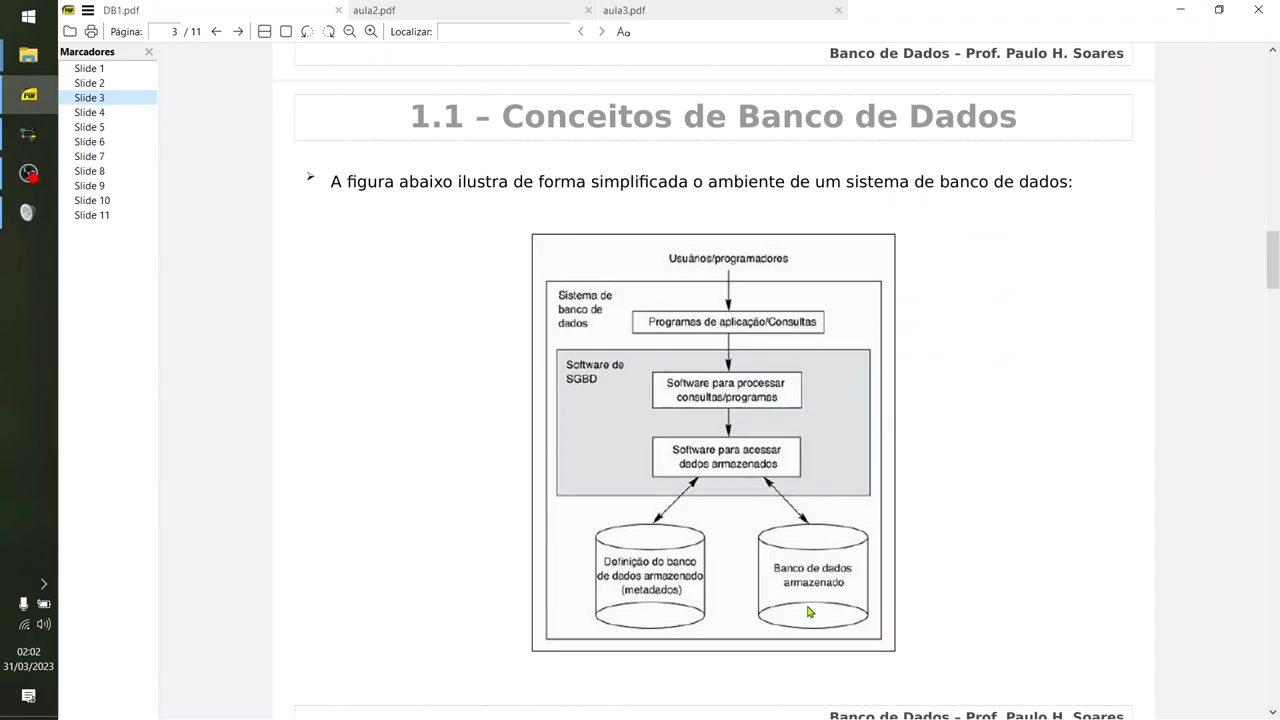 DB1.pdf
aula2.pdf
aula3.pdf
Página:
3 / 11
Localizar:
Marcadores
Slide 1
Slide 2
Slide 3
Slide 4
Slide 5
Slide 6
Slide 7
Slide 8
Slide 9
Slide 10
Slide 11
02:02
31/03/2023
Banco de Dados – Prof. Paulo H. Soares
1.1 – Conceitos de Banco de Dados
A figura abaixo ilustra de forma simplificada o ambiente de um sistema de banco de dados:
Usuários/programadores
Sistema de
banco de
dados
Programas de aplicação/Consultas
Software de
SGBD
Software para processar
consultas/programas
Software para acessar
dados armazenados
Definição do banco
de dados armazenado
(metadados)
Banco de dados
armazenado
Banco de Dados – Prof. Paulo H. Soares